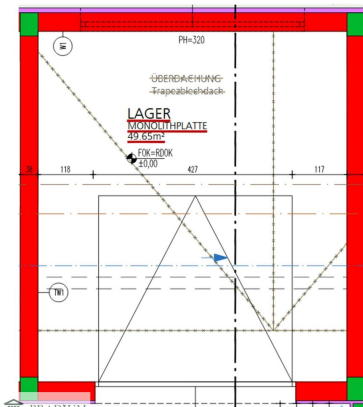 PH=320
ÜBERDACHUNG
Trapezblechdach
LAGER
MONOLITHPLATTE
49.65m²
FOK=RDOK
±0,00
118
427
117
TW1